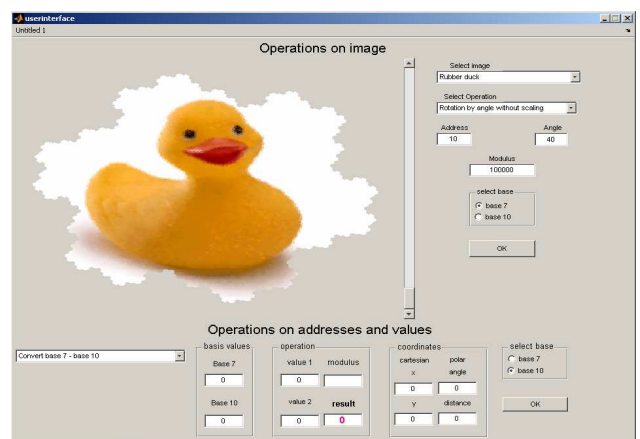 userinterface
Untitled 1
Operations on image
Select image
Rubber duck
Select Operation
Rotation by angle without scaling
Address
Angle
10
40
Modulus
100000
select base
base 7
base 10
OK
Operations on addresses and values
Convert base 7 - base 10
basis values
Base 7
0
Base 10
0
operation
value 1
modulus
0
value 2
result
0
0
coordinates
cartesian
polar
x
angle
0
0
Y
distance
0
0
select base
base 7
base 10
OK